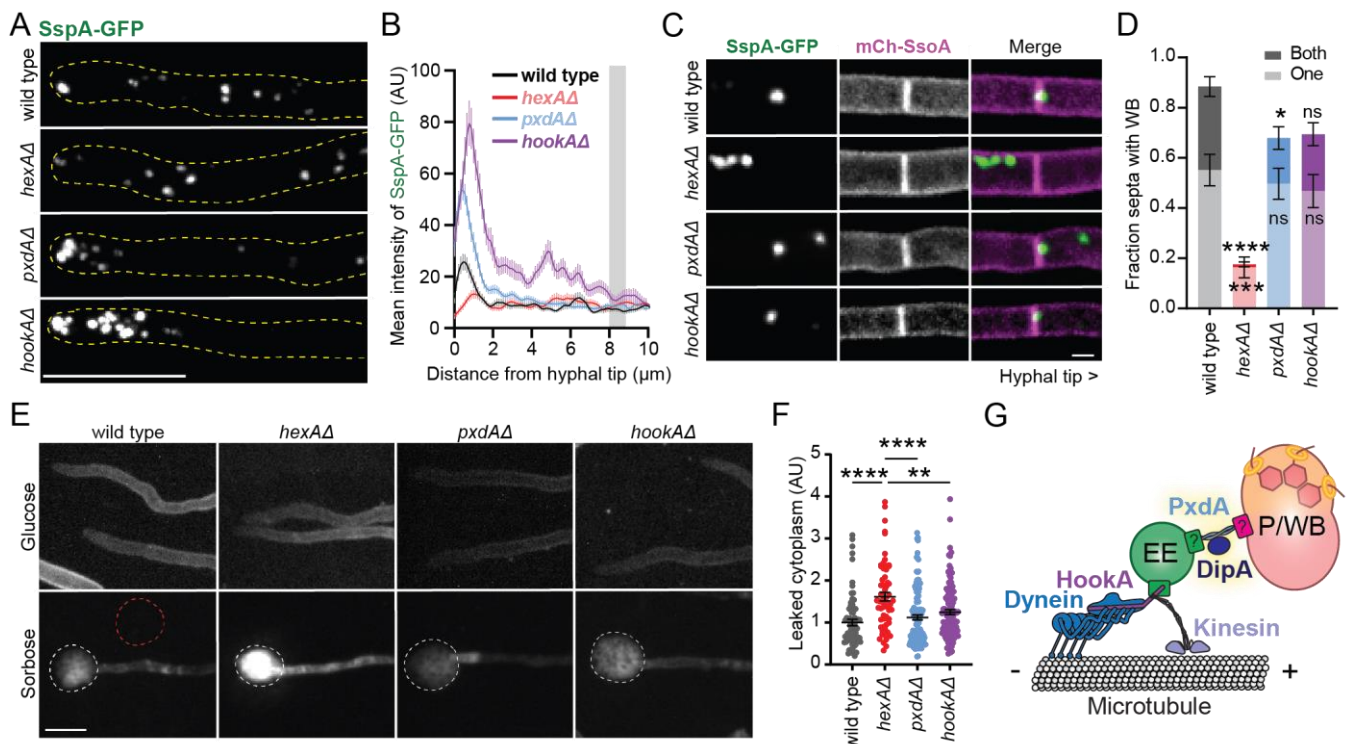 A
SspA-GFP
wild type
hexAΔ
pxdAΔ
hookAΔ
B
Mean intensity of SspA-GFP (AU)
100
80
60
40
20
0
wild type
hexAΔ
pxdAΔ
hookAΔ
0 2 4 6 8 10
Distance from hyphal tip (μm)
C
SspA-GFP mCh-SsoA Merge
wild type
hexAΔ
pxdAΔ
hookAΔ
Hyphal tip >
D
Fraction septa with WB
1.0
0.8
0.6
0.4
0.2
0.0
Both
One
* ns
****
***
ns ns
wild type
hexAΔ
pxdAΔ
hookAΔ
E
wild type hexAΔ pxdAΔ hookAΔ
Glucose
Sorbose
F
Leaked cytoplasm (AU)
5
4
3
2
1
0
****
**** **
wild type
hexAΔ
pxdAΔ
hookAΔ
G
PxdA
P/WB
? ?
EE
DipA
HookA
Dynein
Kinesin
- +
Microtubule